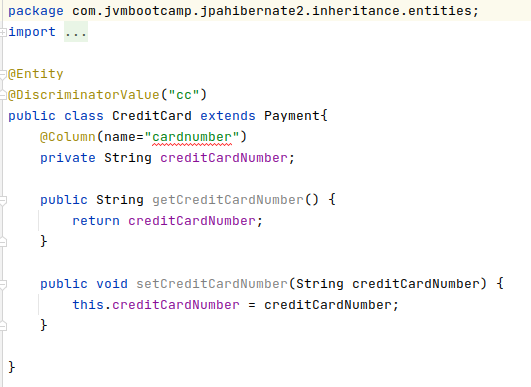 package com.jvmbootcamp.jpahibernate2.inheritance.entities;
import ...
@Entity
@DiscriminatorValue("cc")
public class CreditCard extends Payment{
    @Column(name="cardnumber")
    private String creditCardNumber;
    public String getCreditCardNumber() {
        return creditCardNumber;
    }
    public void setCreditCardNumber(String creditCardNumber) {
        this.creditCardNumber = creditCardNumber;
    }
}